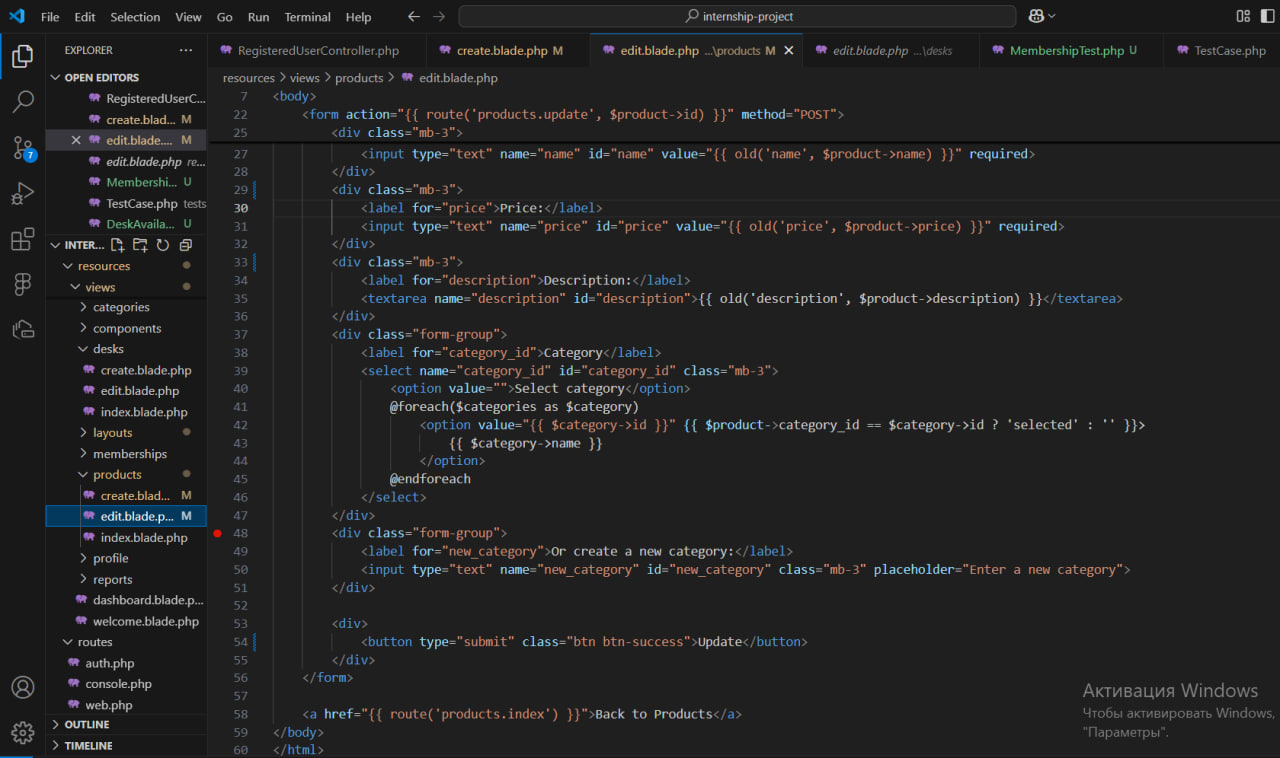 File Edit Selection View Go Run Terminal Help
internship-project
EXPLORER
RegisteredUserController.php
create.blade.php M
edit.blade.php ...\products M
edit.blade.php ...\desks
MembershipTest.php U
TestCase.php
resources > views > products > edit.blade.php
OPEN EDITORS
RegisteredUserC...
create.blad... M
edit.blade.... M
edit.blade.php re...
Membershi... U
TestCase.php tests
DeskAvaila... U
INTER...
resources
views
categories
components
desks
create.blade.php
edit.blade.php
index.blade.php
layouts
memberships
products
create.blad... M
edit.blade.p... M
index.blade.php
profile
reports
dashboard.blade.p...
welcome.blade.php
routes
auth.php
console.php
web.php
OUTLINE
TIMELINE
7
7 <body>
22 <form action="{{ route('products.update', $product->id) }}" method="POST">
25 <div class="mb-3">
27 <input type="text" name="name" id="name" value="{{ old('name', $product->name) }}" required>
28 </div>
29 <div class="mb-3">
30 <label for="price">Price:</label>
31 <input type="text" name="price" id="price" value="{{ old('price', $product->price) }}" required>
32 </div>
33 <div class="mb-3">
34 <label for="description">Description:</label>
35 <textarea name="description" id="description">{{ old('description', $product->description) }}</textarea>
36 </div>
37 <div class="form-group">
38 <label for="category_id">Category</label>
39 <select name="category_id" id="category_id" class="mb-3">
40 <option value="">Select category</option>
41 @foreach($categories as $category)
42 <option value="{{ $category->id }}" {{ $product->category_id == $category->id ? 'selected' : '' }}>
43 {{ $category->name }}
44 </option>
45 @endforeach
46 </select>
47 </div>
48 <div class="form-group">
49 <label for="new_category">Or create a new category:</label>
50 <input type="text" name="new_category" id="new_category" class="mb-3" placeholder="Enter a new category">
51 </div>
52
53 <div>
54 <button type="submit" class="btn btn-success">Update</button>
55 </div>
56 </form>
57
58 <a href="{{ route('products.index') }}">Back to Products</a>
59 </body>
60 </html>
Активация Windows
Чтобы активировать Windows,
"Параметры".